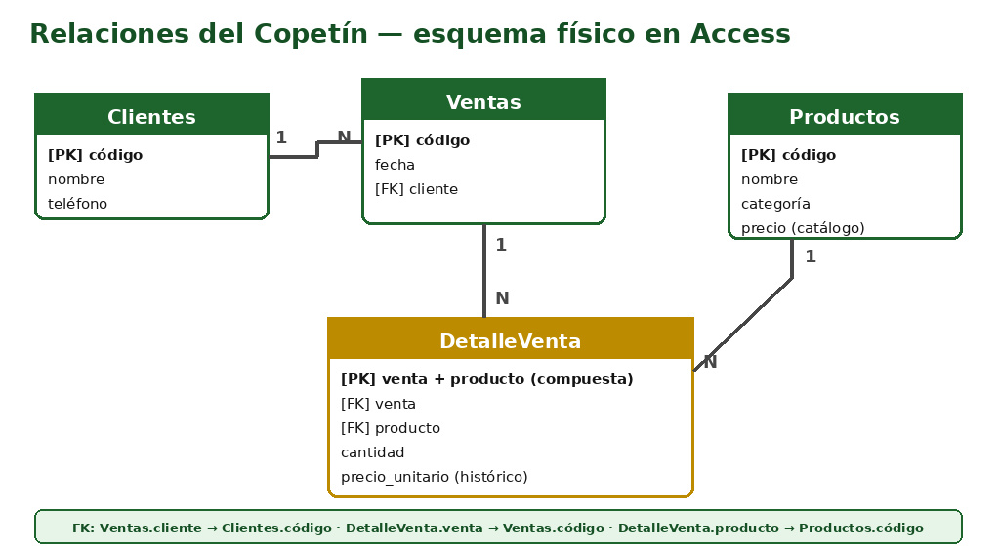 Relaciones del Copetín — esquema físico en Access
Clientes
[PK] código
nombre
teléfono
1
N
Ventas
[PK] código
fecha
[FK] cliente
Productos
[PK] código
nombre
categoría
precio (catálogo)
1
N
1
N
DetalleVenta
[PK] venta + producto (compuesta)
[FK] venta
[FK] producto
cantidad
precio_unitario (histórico)
FK: Ventas.cliente → Clientes.código · DetalleVenta.venta → Ventas.código · DetalleVenta.producto → Productos.código